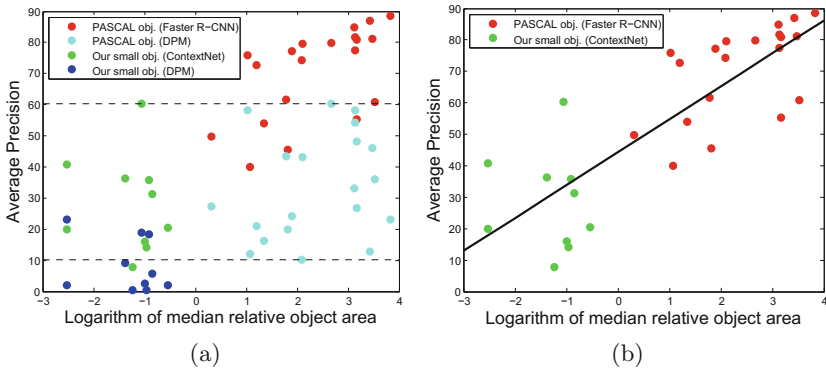 PASCAL obj. (Faster R−CNN)
PASCAL obj. (DPM)
Our small obj. (ContextNet)
Our small obj. (DPM)
Average Precision
90
80
70
60
50
40
30
20
10
0
−3 −2 −1 0 1 2 3 4
Logarithm of median relative object area
(a)
PASCAL obj. (Faster R−CNN)
Our small obj. (ContextNet)
Average Precision
90
80
70
60
50
40
30
20
10
0
−3 −2 −1 0 1 2 3 4
Logarithm of median relative object area
(b)